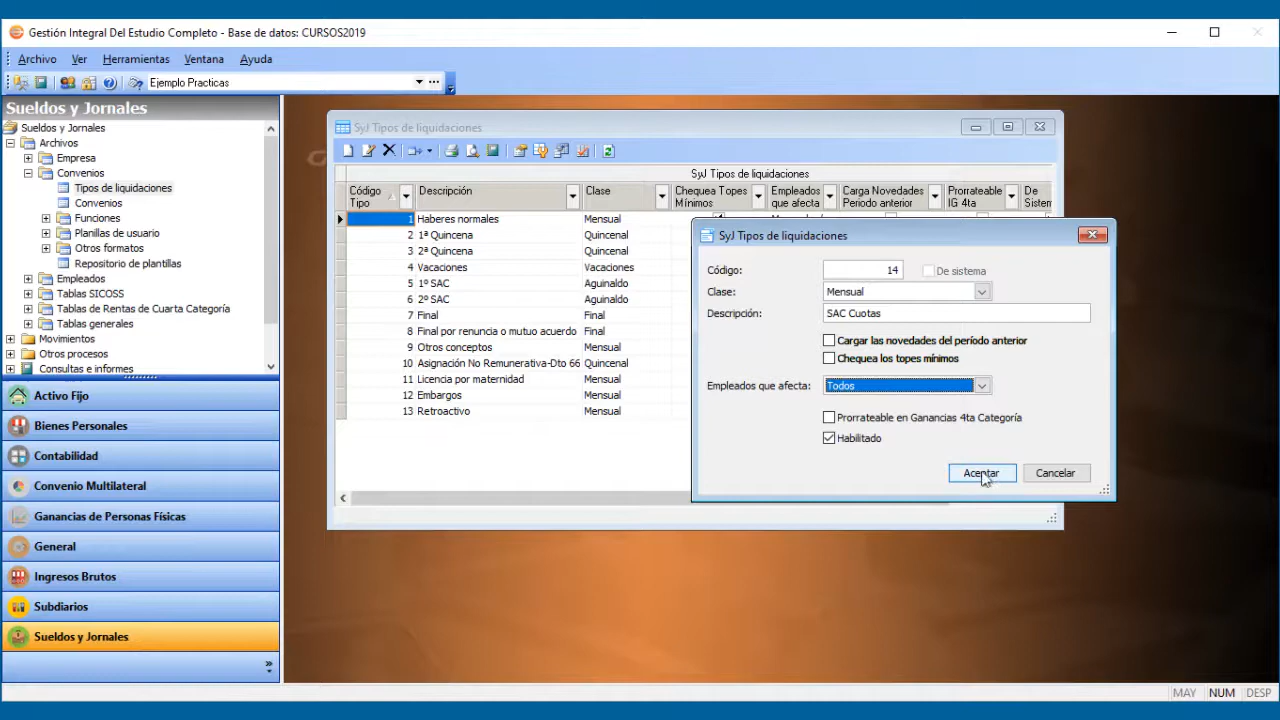 Gestión Integral Del Estudio Completo - Base de datos: CURSOS2019
Archivo Ver Herramientas Ventana Ayuda
Ejemplo Practicas
Sueldos y Jornales
Sueldos y Jornales
Archivos
Empresa
Convenios
Tipos de liquidaciones
Convenios
Funciones
Planillas de usuario
Otros formatos
Repositorio de plantillas
Empleados
Tablas SICOSS
Tablas de Rentas de Cuarta Categoría
Tablas generales
Movimientos
Otros procesos
Consultas e informes
Activo Fijo
Bienes Personales
Contabilidad
Convenio Multilateral
Ganancias de Personas Físicas
General
Ingresos Brutos
Subdiarios
Sueldos y Jornales
SyJ Tipos de liquidaciones
SyJ Tipos de liquidaciones
Código Tipo Descripción Clase Chequea Topes Mínimos Empleados que afecta Carga Novedades Periodo anterior Prorrateable IG 4ta De Sistem
1 Haberes normales Mensual
2 1ª Quincena Quincenal
3 2ª Quincena Quincenal
4 Vacaciones Vacaciones
5 1º SAC Aguinaldo
6 2º SAC Aguinaldo
7 Final Final
8 Final por renuncia o mutuo acuerdo Final
9 Otros conceptos Mensual
10 Asignación No Remunerativa-Dto 66 Quincenal
11 Licencia por maternidad Mensual
12 Embargos Mensual
13 Retroactivo Mensual
SyJ Tipos de liquidaciones
Código: 14 De sistema
Clase: Mensual
Descripción: SAC Cuotas
Cargar las novedades del período anterior
Chequea los topes mínimos
Empleados que afecta: Todos
Prorrateable en Ganancias 4ta Categoría
Habilitado
Aceptar Cancelar
MAY NUM DESP